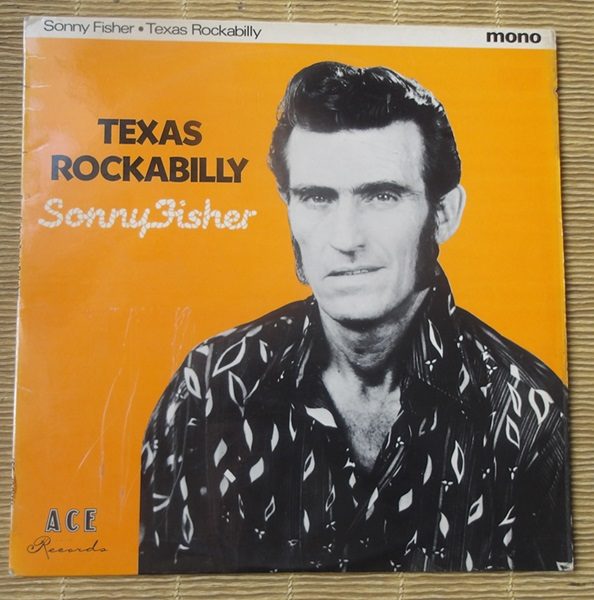 Sonny Fisher • Texas Rockabilly
mono
TEXAS
ROCKABILLY
Sonny Fisher
ACE
Records